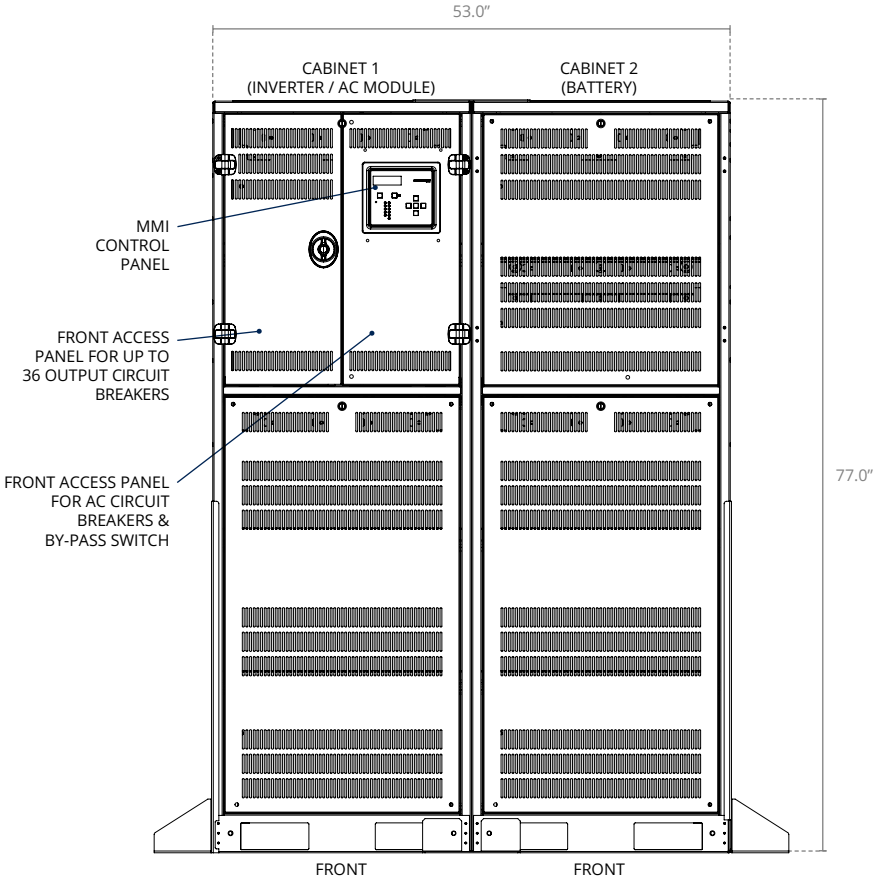 53.0”
CABINET 1
(INVERTER / AC MODULE)
CABINET 2
(BATTERY)
MMI
CONTROL
PANEL
FRONT ACCESS
PANEL FOR UP TO
36 OUTPUT CIRCUIT
BREAKERS
FRONT ACCESS PANEL
FOR AC CIRCUIT
BREAKERS &
BY-PASS SWITCH
77.0”
FRONT
FRONT